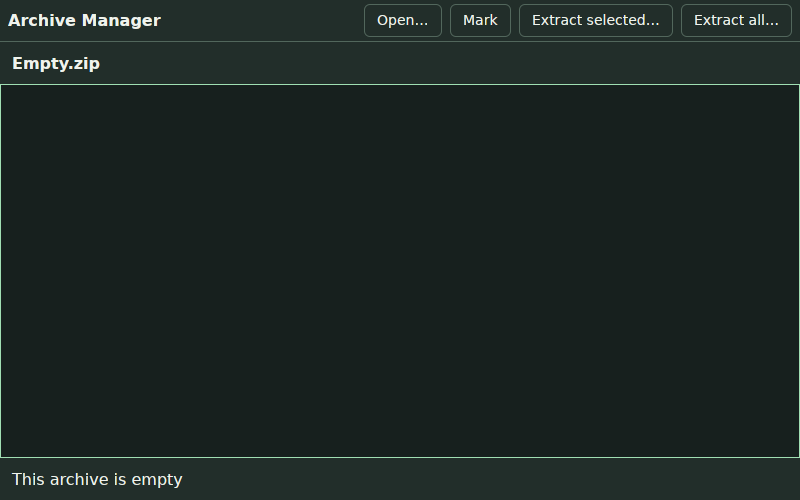 Archive Manager Open... Mark Extract selected... Extract all...
Empty.zip
This archive is empty